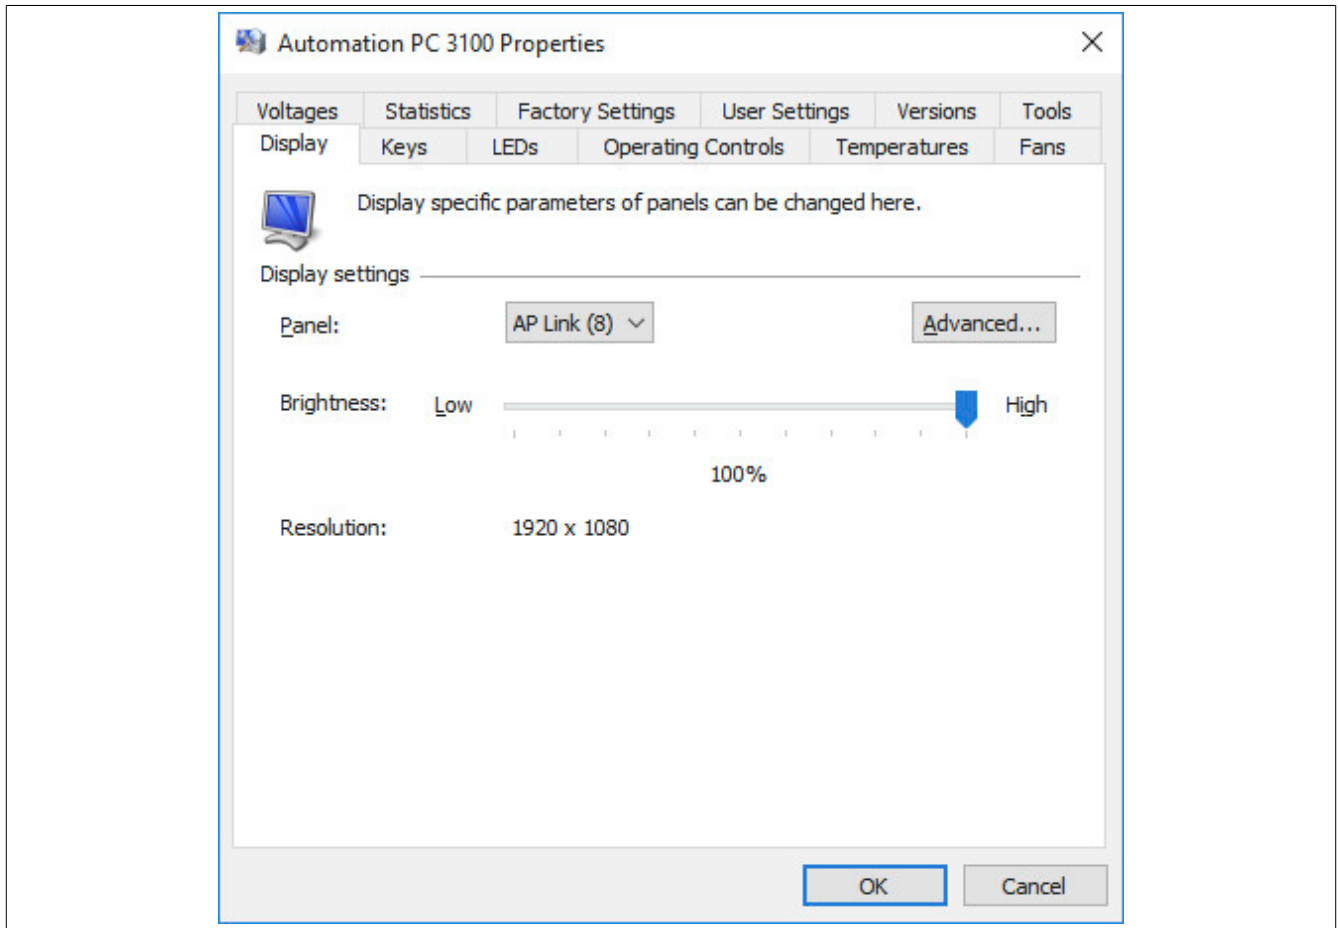 Automation PC 3100 Properties
Voltages Statistics Factory Settings User Settings Versions Tools
Display Keys LEDs Operating Controls Temperatures Fans
Display specific parameters of panels can be changed here.
Display settings
Panel: AP Link (8) Advanced...
Brightness: Low High
100%
Resolution: 1920 x 1080
OK Cancel